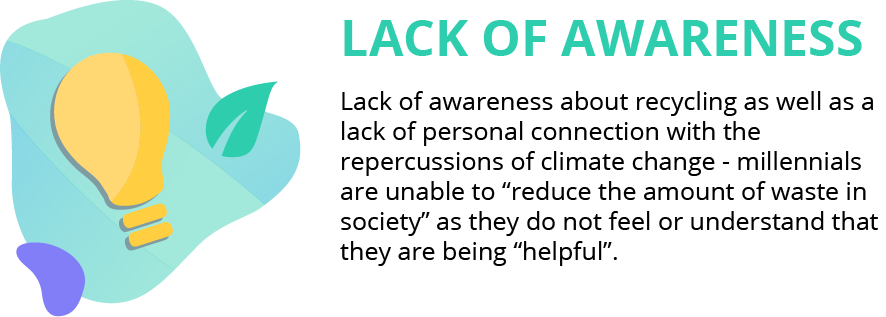 LACK OF AWARENESS
Lack of awareness about recycling as well as a
lack of personal connection with the
repercussions of climate change - millennials
are unable to “reduce the amount of waste in
society” as they do not feel or understand that
they are being “helpful”.